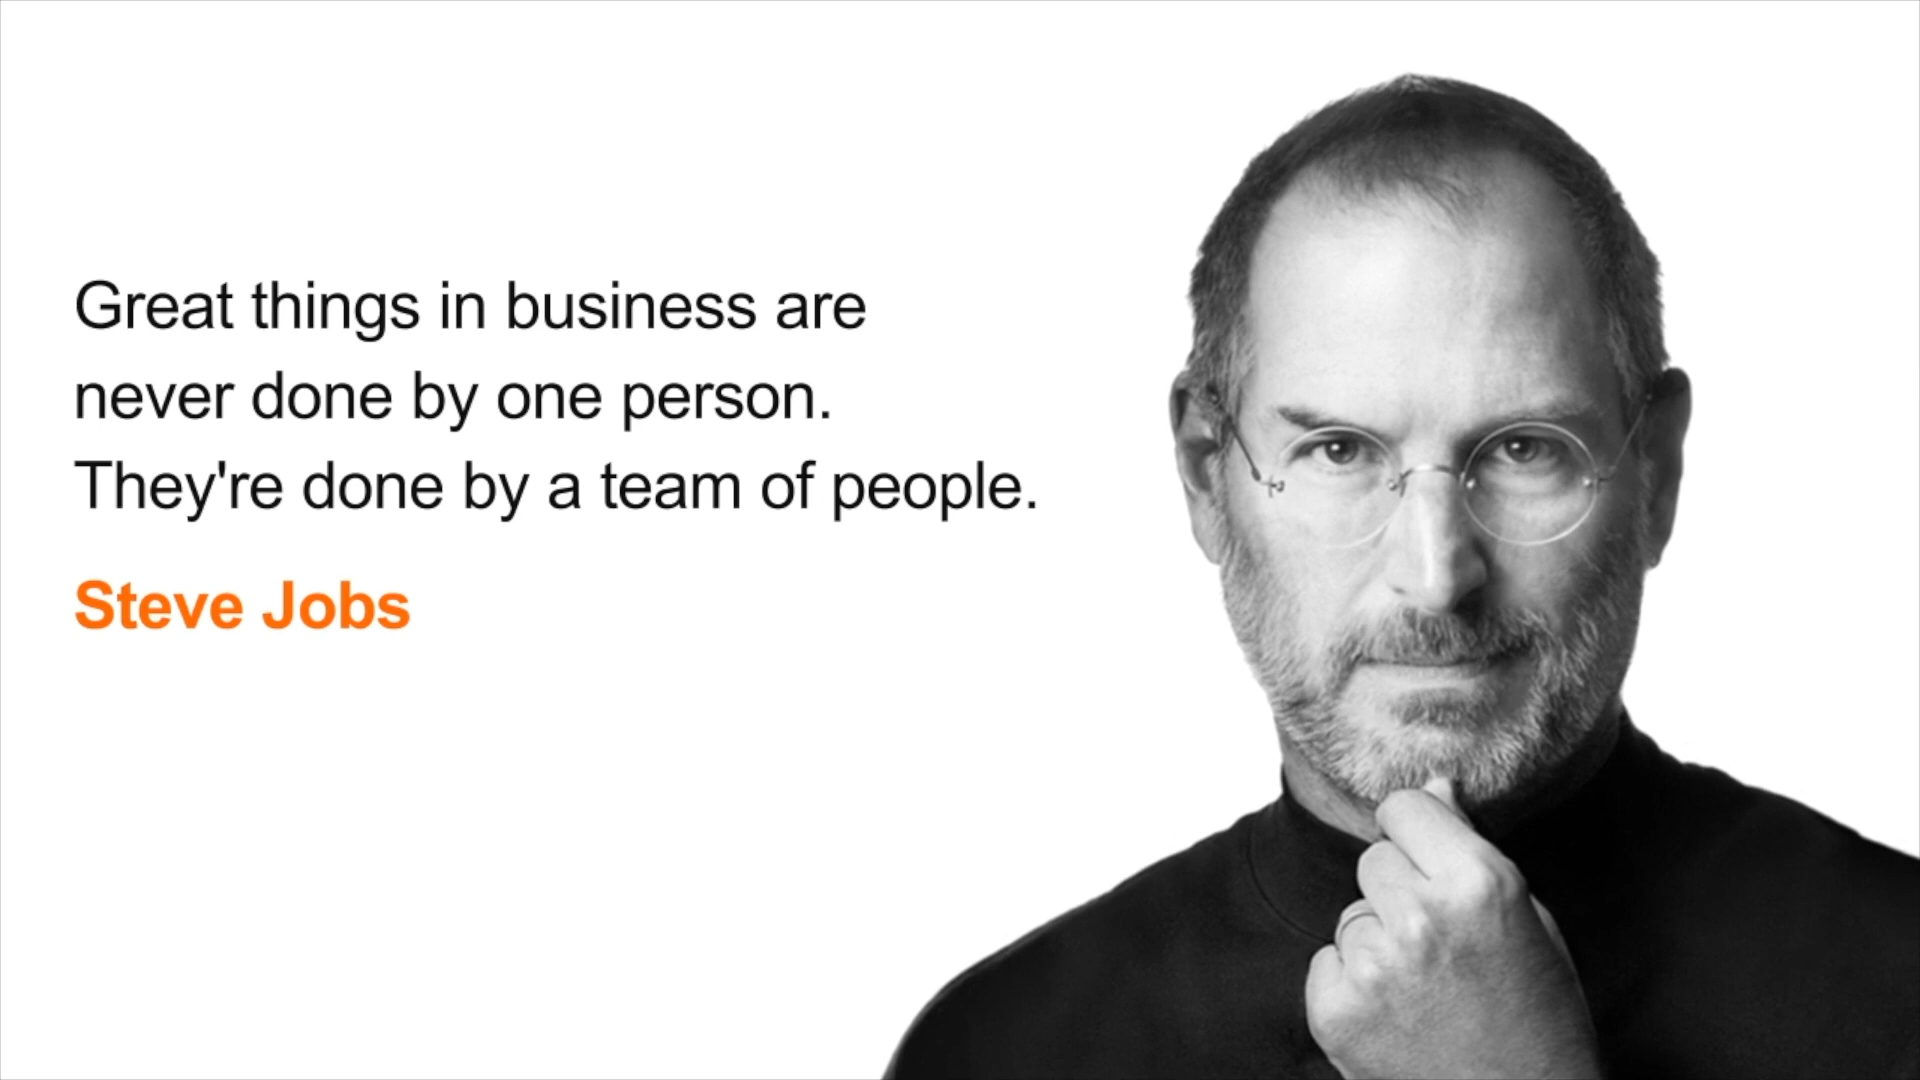 Great things in business are
never done by one person.
They're done by a team of people.
Steve Jobs